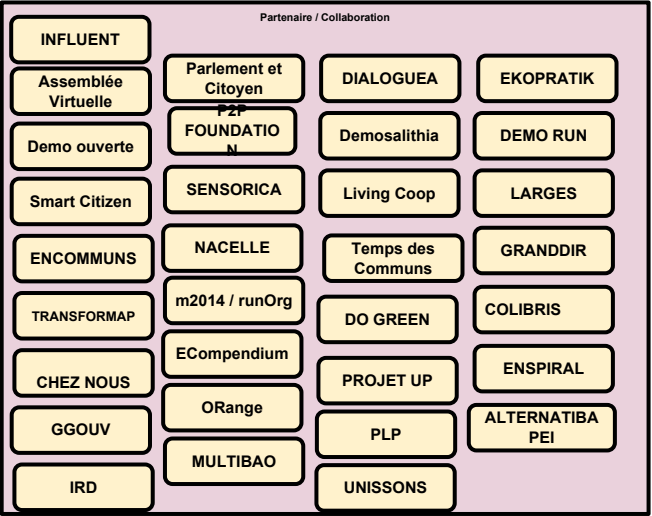 Partenaire / Collaboration
INFLUENT
Assemblée
Virtuelle
Demo ouverte
Smart Citizen
ENCOMMUNS
TRANSFORMAP
CHEZ NOUS
GGOUV
IRD
Parlement et
Citoyen
P2P
FOUNDATIO
N
SENSORICA
NACELLE
m2014 / runOrg
ECompendium
ORange
MULTIBAO
DIALOGUEA
Demosalithia
Living Coop
Temps des
Communs
DO GREEN
PROJET UP
PLP
UNISSONS
EKOPRATIK
DEMO RUN
LARGES
GRANDDIR
COLIBRIS
ENSPIRAL
ALTERNATIBA
PEI